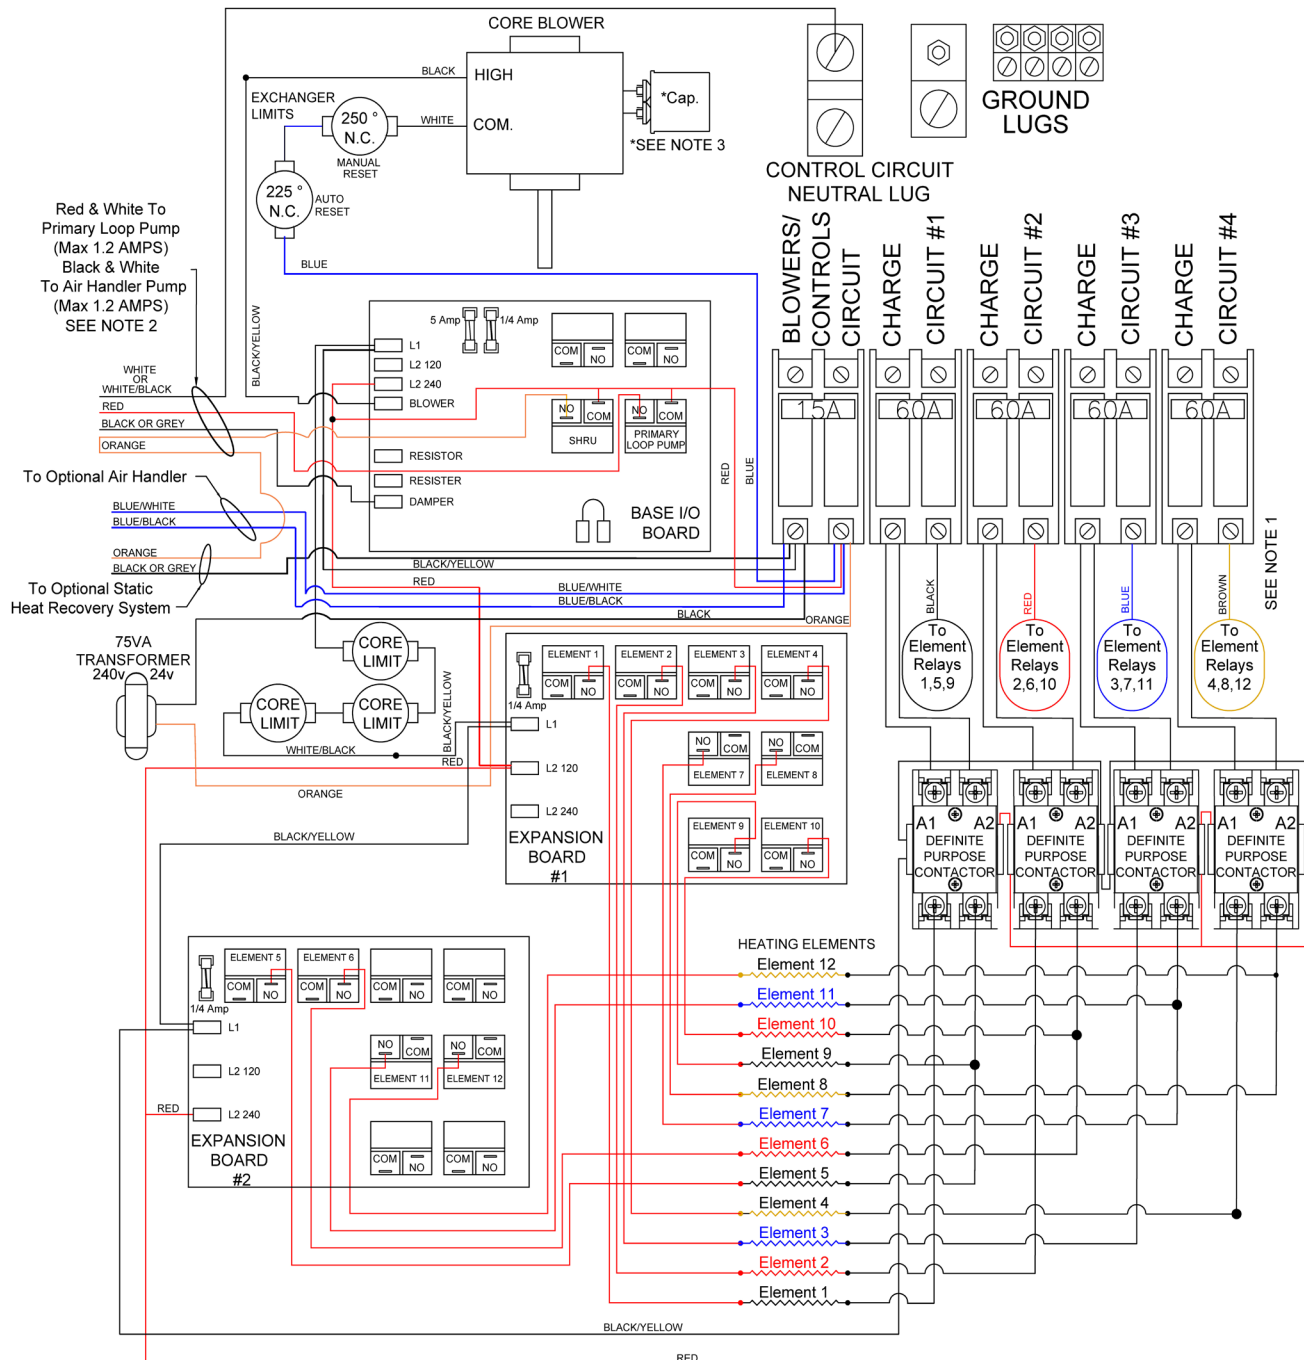 CORE BLOWER
BLACK
HIGH
EXCHANGER
LIMITS
250 °
N.C.
WHITE
COM.
*Cap.
*SEE NOTE 3
MANUAL
RESET
225 °
N.C.
AUTO
RESET
BLUE
GROUND
LUGS
CONTROL CIRCUIT
NEUTRAL LUG
Red & White To
Primary Loop Pump
(Max 1.2 AMPS)
Black & White
To Air Handler Pump
(Max 1.2 AMPS)
SEE NOTE 2
BLOWERS/
CONTROLS
CIRCUIT
CHARGE
CIRCUIT #1
CHARGE
CIRCUIT #2
CHARGE
CIRCUIT #3
CHARGE
CIRCUIT #4
BLACK/YELLOW
WHITE
OR
WHITE/BLACK
RED
BLACK OR GREY
ORANGE
To Optional Air Handler
BLUE/WHITE
BLUE/BLACK
ORANGE
BLACK OR GREY
To Optional Static
Heat Recovery System
5 Amp
1/4 Amp
L1
L2 120
L2 240
BLOWER
RESISTOR
RESISTER
DAMPER
COM
NO
COM
NO
NO
COM
SHRU
NO
COM
PRIMARY
LOOP PUMP
BASE I/O
BOARD
RED
BLUE
15A
60A
60A
60A
60A
SEE NOTE 1
BLACK/YELLOW
RED
BLUE/WHITE
BLUE/BLACK
BLACK
ORANGE
BLACK
RED
BLUE
BROWN
To
Element
Relays
1,5,9
To
Element
Relays
2,6,10
To
Element
Relays
3,7,11
To
Element
Relays
4,8,12
75VA
TRANSFORMER
240v
24v
CORE
LIMIT
CORE
LIMIT
CORE
LIMIT
BLACK/YELLOW
WHITE/BLACK
RED
ORANGE
BLACK/YELLOW
1/4 Amp
L1
L2 120
L2 240
ELEMENT 1
COM
NO
ELEMENT 2
COM
NO
ELEMENT 3
COM
NO
ELEMENT 4
COM
NO
NO
COM
ELEMENT 7
NO
COM
ELEMENT 8
ELEMENT 9
COM
NO
ELEMENT 10
COM
NO
EXPANSION
BOARD
#1
A1
A2
DEFINITE
PURPOSE
CONTACTOR
A1
A2
DEFINITE
PURPOSE
CONTACTOR
A1
A2
DEFINITE
PURPOSE
CONTACTOR
A1
A2
DEFINITE
PURPOSE
CONTACTOR
ELEMENT 5
COM
NO
ELEMENT 6
COM
NO
COM
NO
COM
NO
1/4 Amp
L1
L2 120
L2 240
RED
NO
COM
ELEMENT 11
NO
COM
ELEMENT 12
COM
NO
COM
NO
EXPANSION
BOARD
#2
HEATING ELEMENTS
Element 12
Element 11
Element 10
Element 9
Element 8
Element 7
Element 6
Element 5
Element 4
Element 3
Element 2
Element 1
BLACK/YELLOW
RED